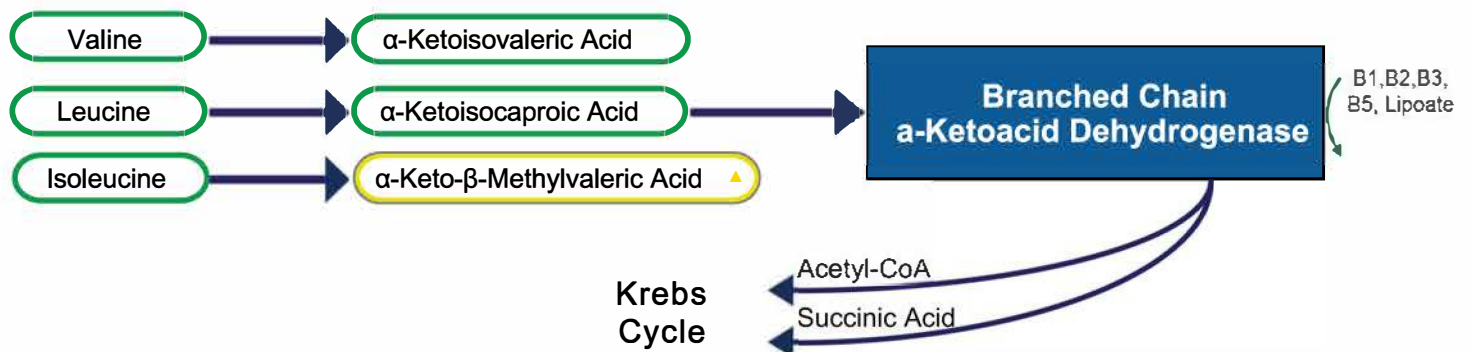 Valine
α-Ketoisovaleric Acid
Leucine
α-Ketoisocaproic Acid
Isoleucine
α-Keto-β-Methylvaleric Acid
Branched Chain
a-Ketoacid Dehydrogenase
B1,B2,B3,
B5, Lipoate
Acetyl-CoA
Succinic Acid
Krebs
Cycle